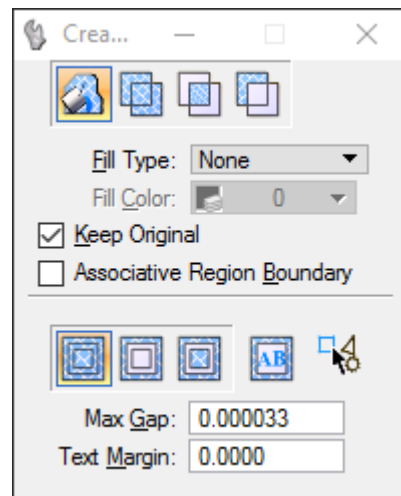 Crea...
Fill Type: None
Fill Color: 0
Keep Original
Associative Region Boundary
AB
Max Gap: 0.000033
Text Margin: 0.0000